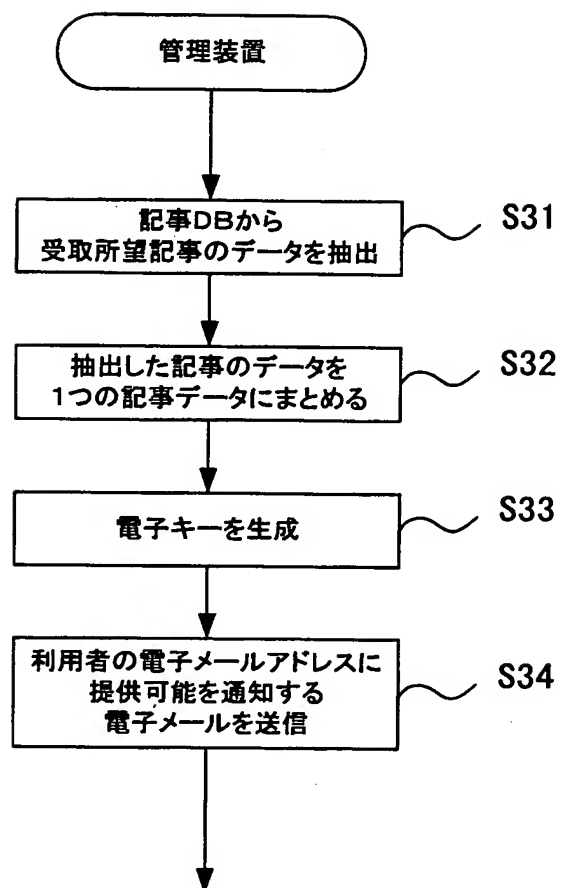 管理装置
記事DBから
受取所望記事のデータを抽出
S31
抽出した記事のデータを
1つの記事データにまとめる
S32
電子キーを生成
S33
利用者の電子メールアドレスに
提供可能を通知する
電子メールを送信
S34